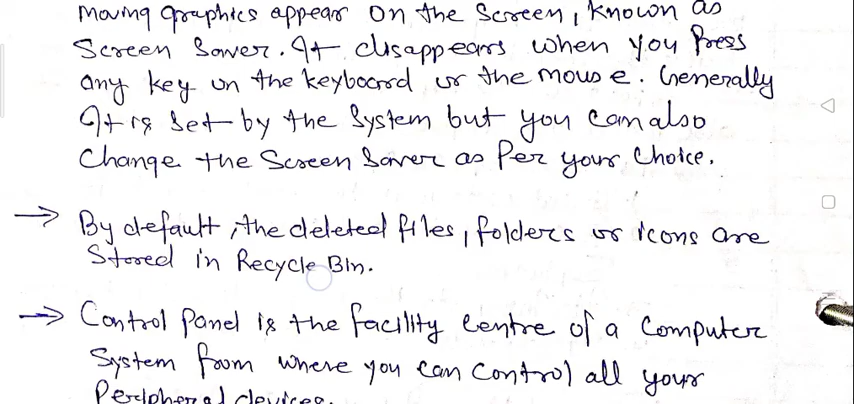 moving graphics appear on the screen, known as
Screen Saver. It disappears when you Press
any key on the keyboard or the mouse. Generally
It is set by the System but you can also
change the Screen Saver as Per your Choice.
→ By default, the deleted files, folders or icons are
Stored in Recycle Bin.
→ Control Panel is the facility centre of a Computer
System from where you can control all your
Peripheral devices.